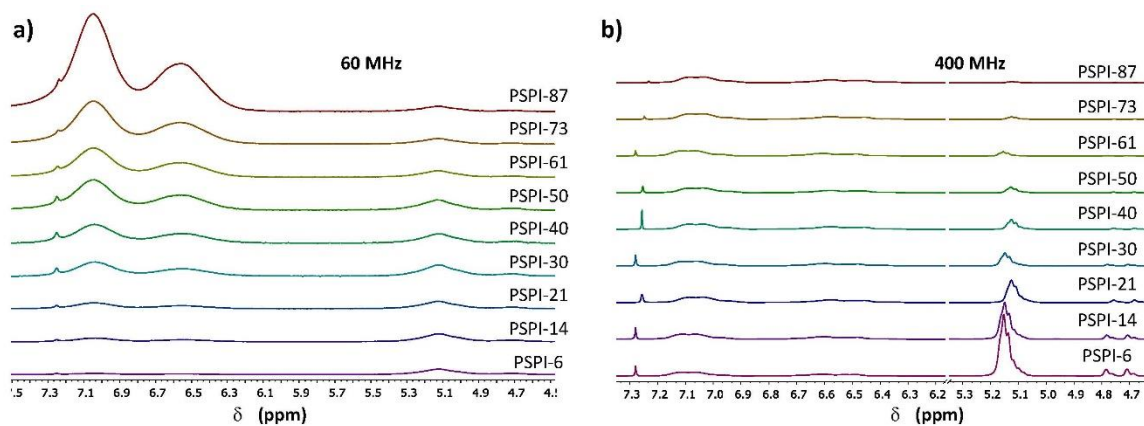 a)
60 MHz
PSPI-87
PSPI-73
PSPI-61
PSPI-50
PSPI-40
PSPI-30
PSPI-21
PSPI-14
PSPI-6
7.5 7.3 7.1 6.9 6.7 6.5 6.3 6.1 5.9 5.7 5.5 5.3 5.1 4.9 4.7 4.5
δ (ppm)
b)
400 MHz
PSPI-87
PSPI-73
PSPI-61
PSPI-50
PSPI-40
PSPI-30
PSPI-21
PSPI-14
PSPI-6
7.3 7.2 7.1 7.0 6.9 6.8 6.7 6.6 6.5 6.4 6.3 6.2 5.3 5.2 5.1 5.0 4.9 4.8 4.7
δ (ppm)